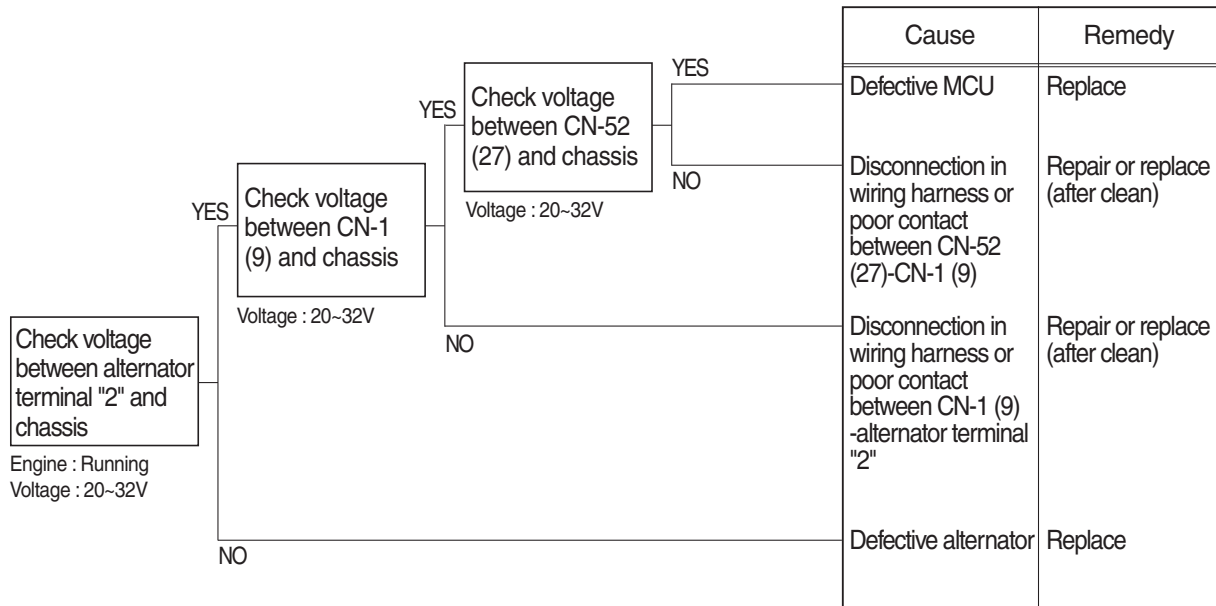 Cause
Remedy
YES
Defective MCU
Replace
YES
Check voltage
between CN-52
(27) and chassis
NO
Disconnection in
wiring harness or
poor contact
between CN-52
(27)-CN-1 (9)
Repair or replace
(after clean)
Voltage : 20~32V
YES
Check voltage
between CN-1
(9) and chassis
Voltage : 20~32V
NO
Disconnection in
wiring harness or
poor contact
between CN-1 (9)
-alternator terminal
"2"
Repair or replace
(after clean)
Check voltage
between alternator
terminal "2" and
chassis
Engine : Running
Voltage : 20~32V
NO
Defective alternator
Replace